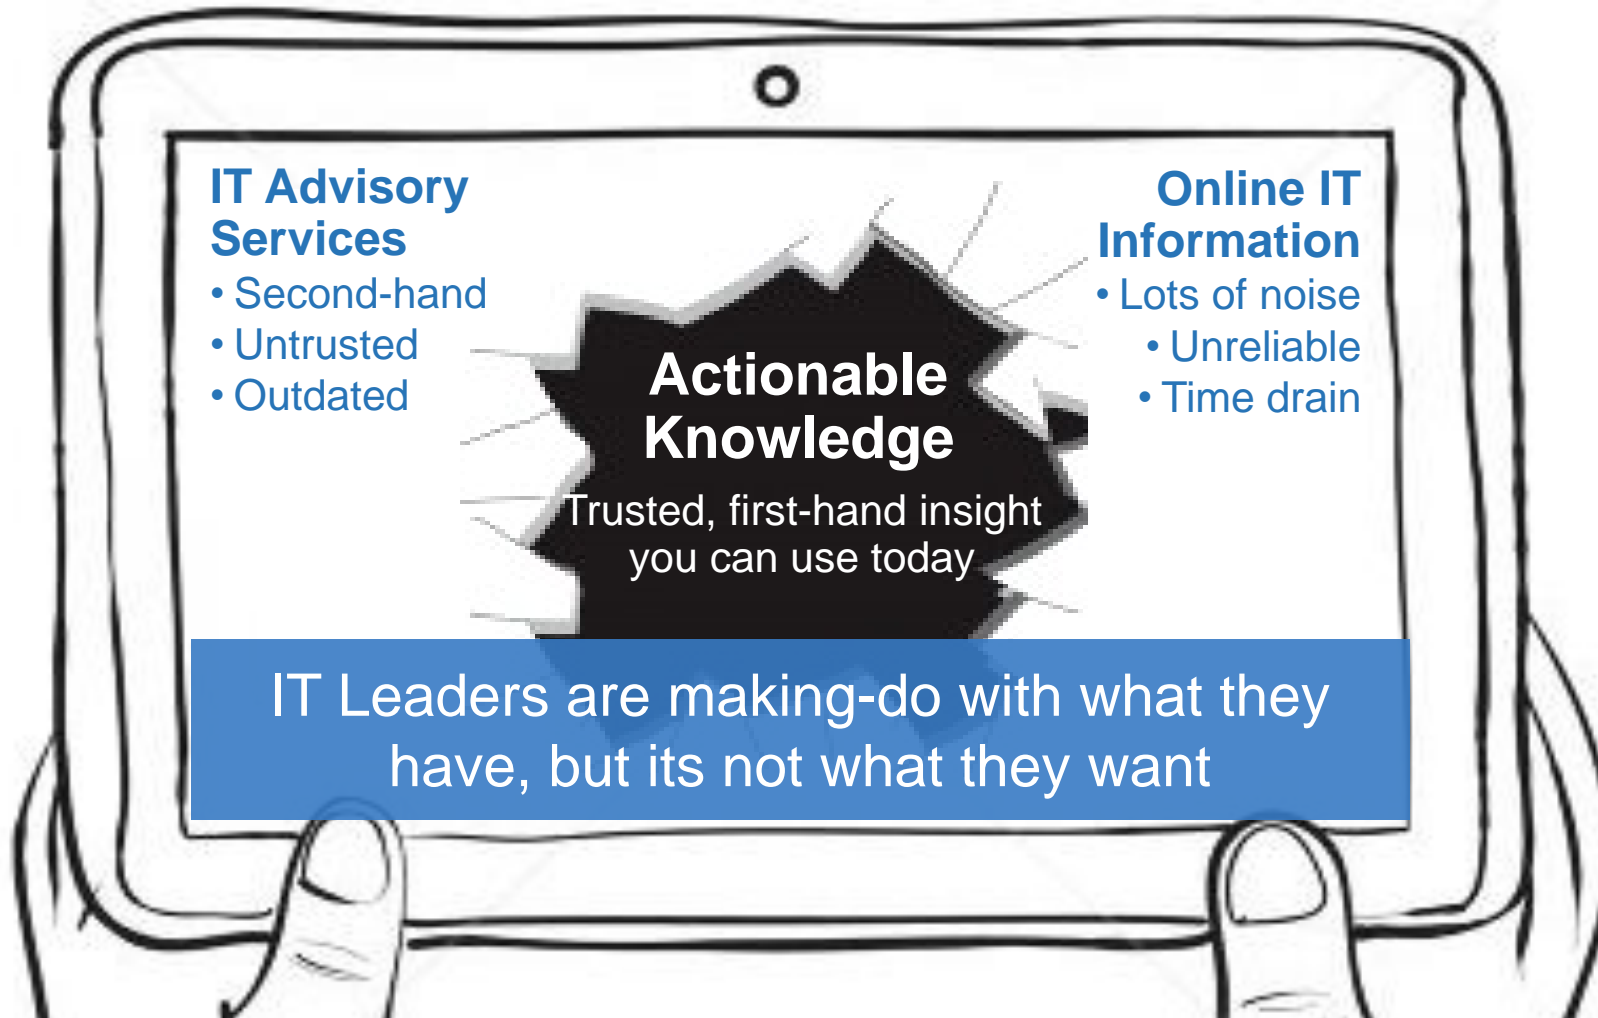 IT Advisory
Services
• Second-hand
• Untrusted
• Outdated
Actionable
Knowledge
Trusted, first-hand insight
you can use today
Online IT
Information
• Lots of noise
• Unreliable
• Time drain
IT Leaders are making-do with what they
have, but its not what they want